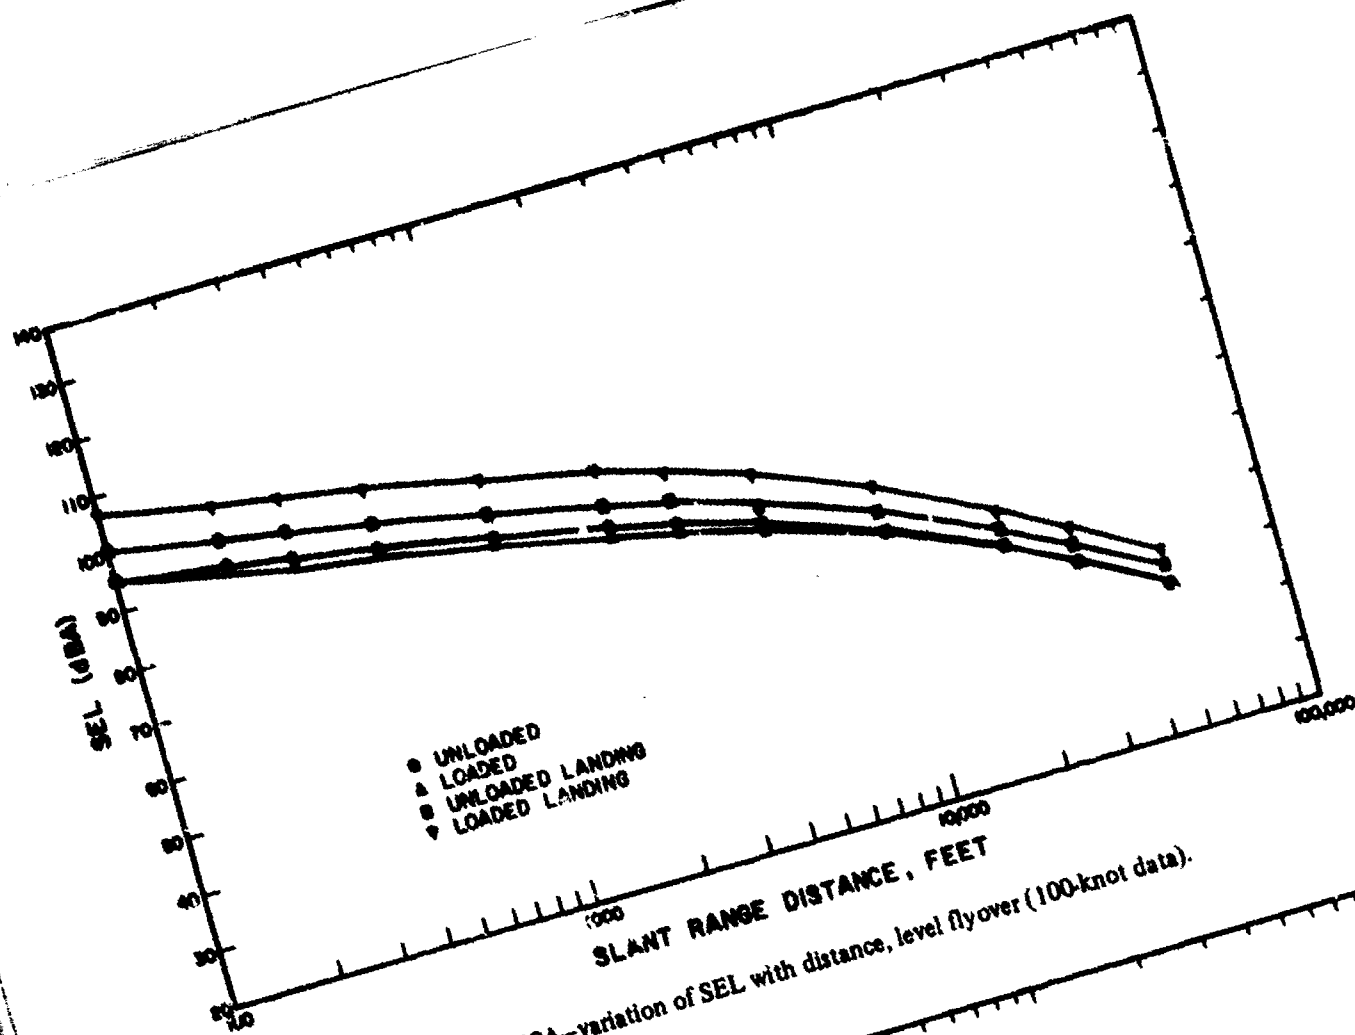 140
130
120
110
100
90
80
70
60
50
40
30
20
SEL (dBA)
UNLOADED
LOADED
UNLOADED LANDING
LOADED LANDING
100
1000
10,000
100,000
SLANT RANGE DISTANCE, FEET
variation of SEL with distance, level flyover (100-knot data).